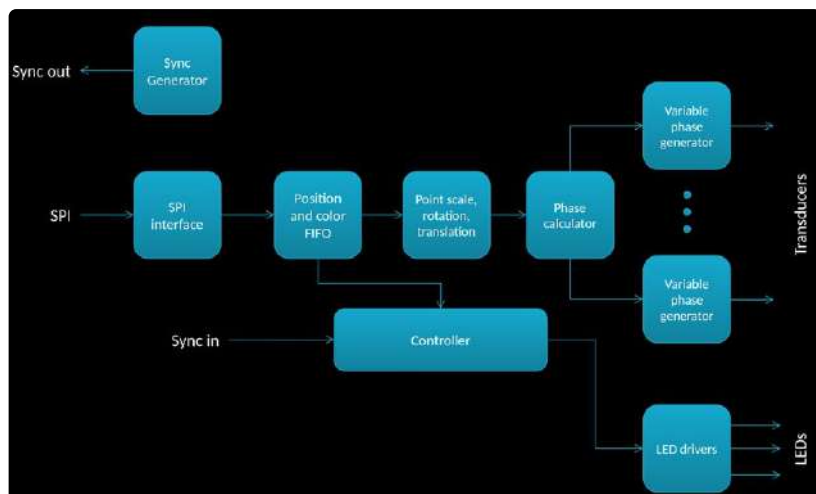 Sync out
Sync
Generator
Variable
phase
generator
SPI
SPI
interface
Position
and color
FIFO
Point scale,
rotation,
translation
Phase
calculator
Transducers
Variable
phase
generator
Sync in
Controller
LED drivers
LEDs